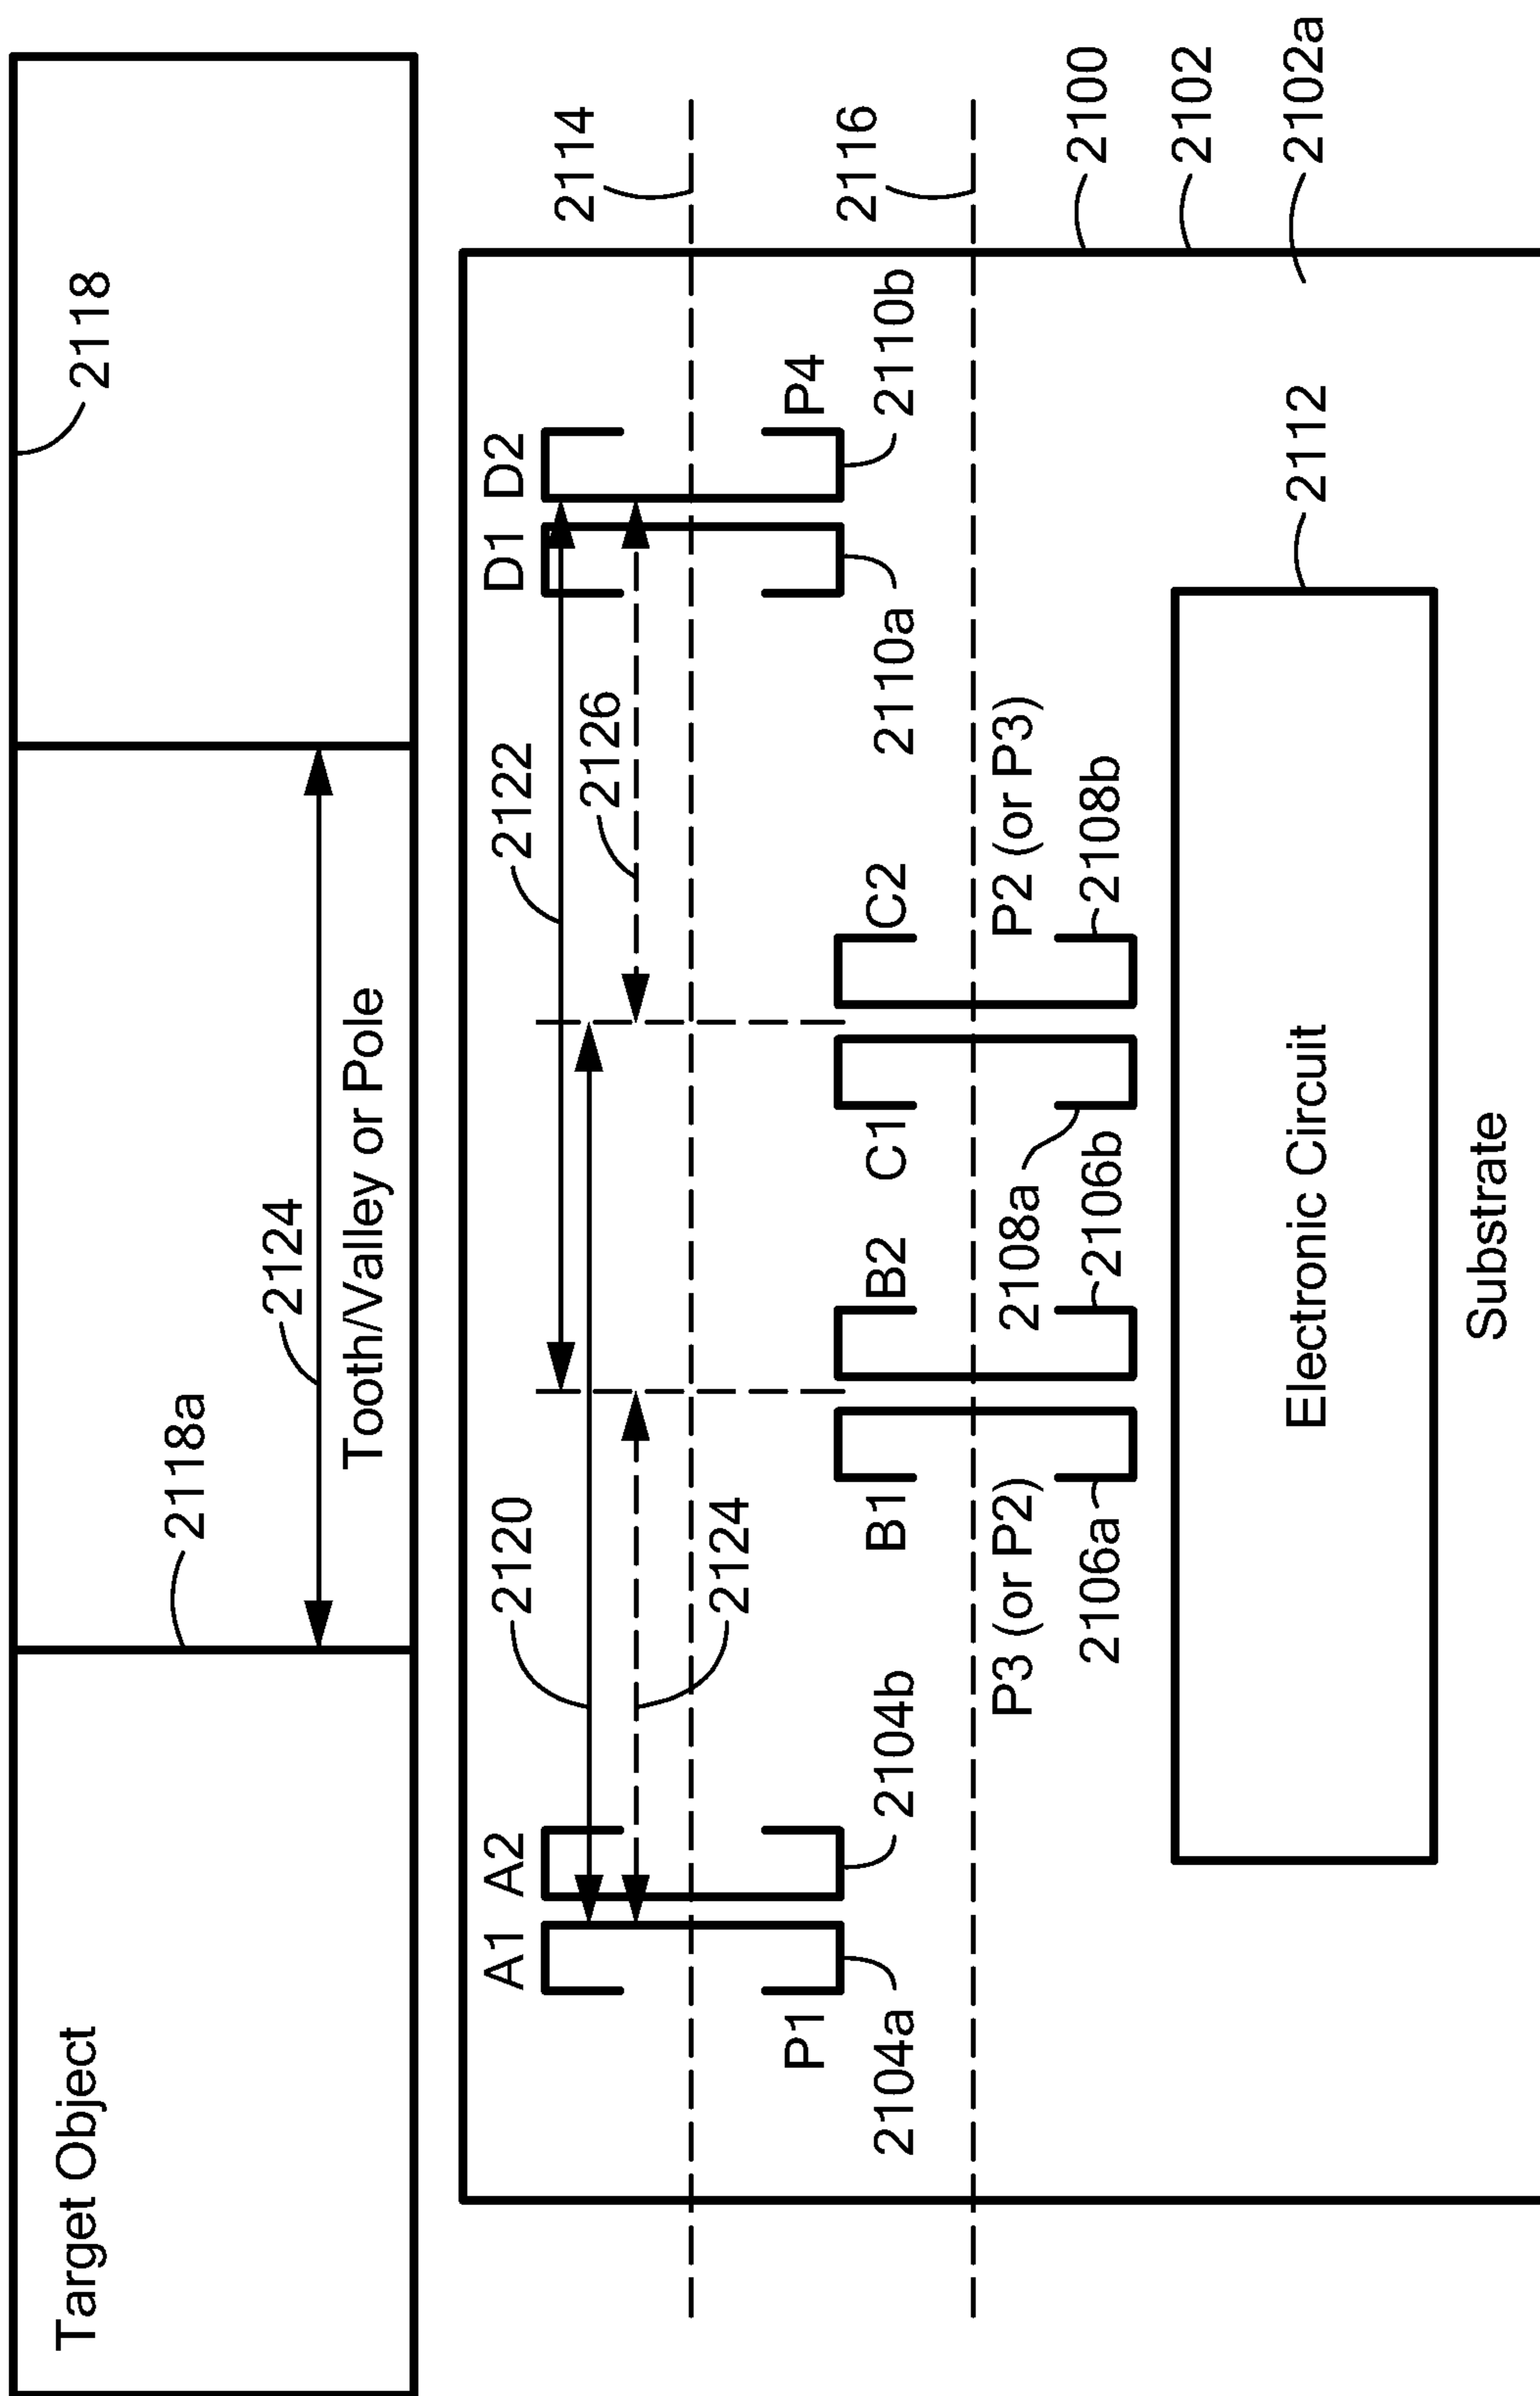 Target Object
2118
2118a
2124
Tooth/Valley or Pole
2120
2122
2114
A1
A2
D1
D2
2126
2124
P1
P4
2116
2104a
2104b
B1
B2
C1
C2
2110a
2110b
P3 (or P2)
2108a
P2 (or P3)
2106a
2106b
2108b
2100
2102
2112
2102a
Electronic Circuit
Substrate